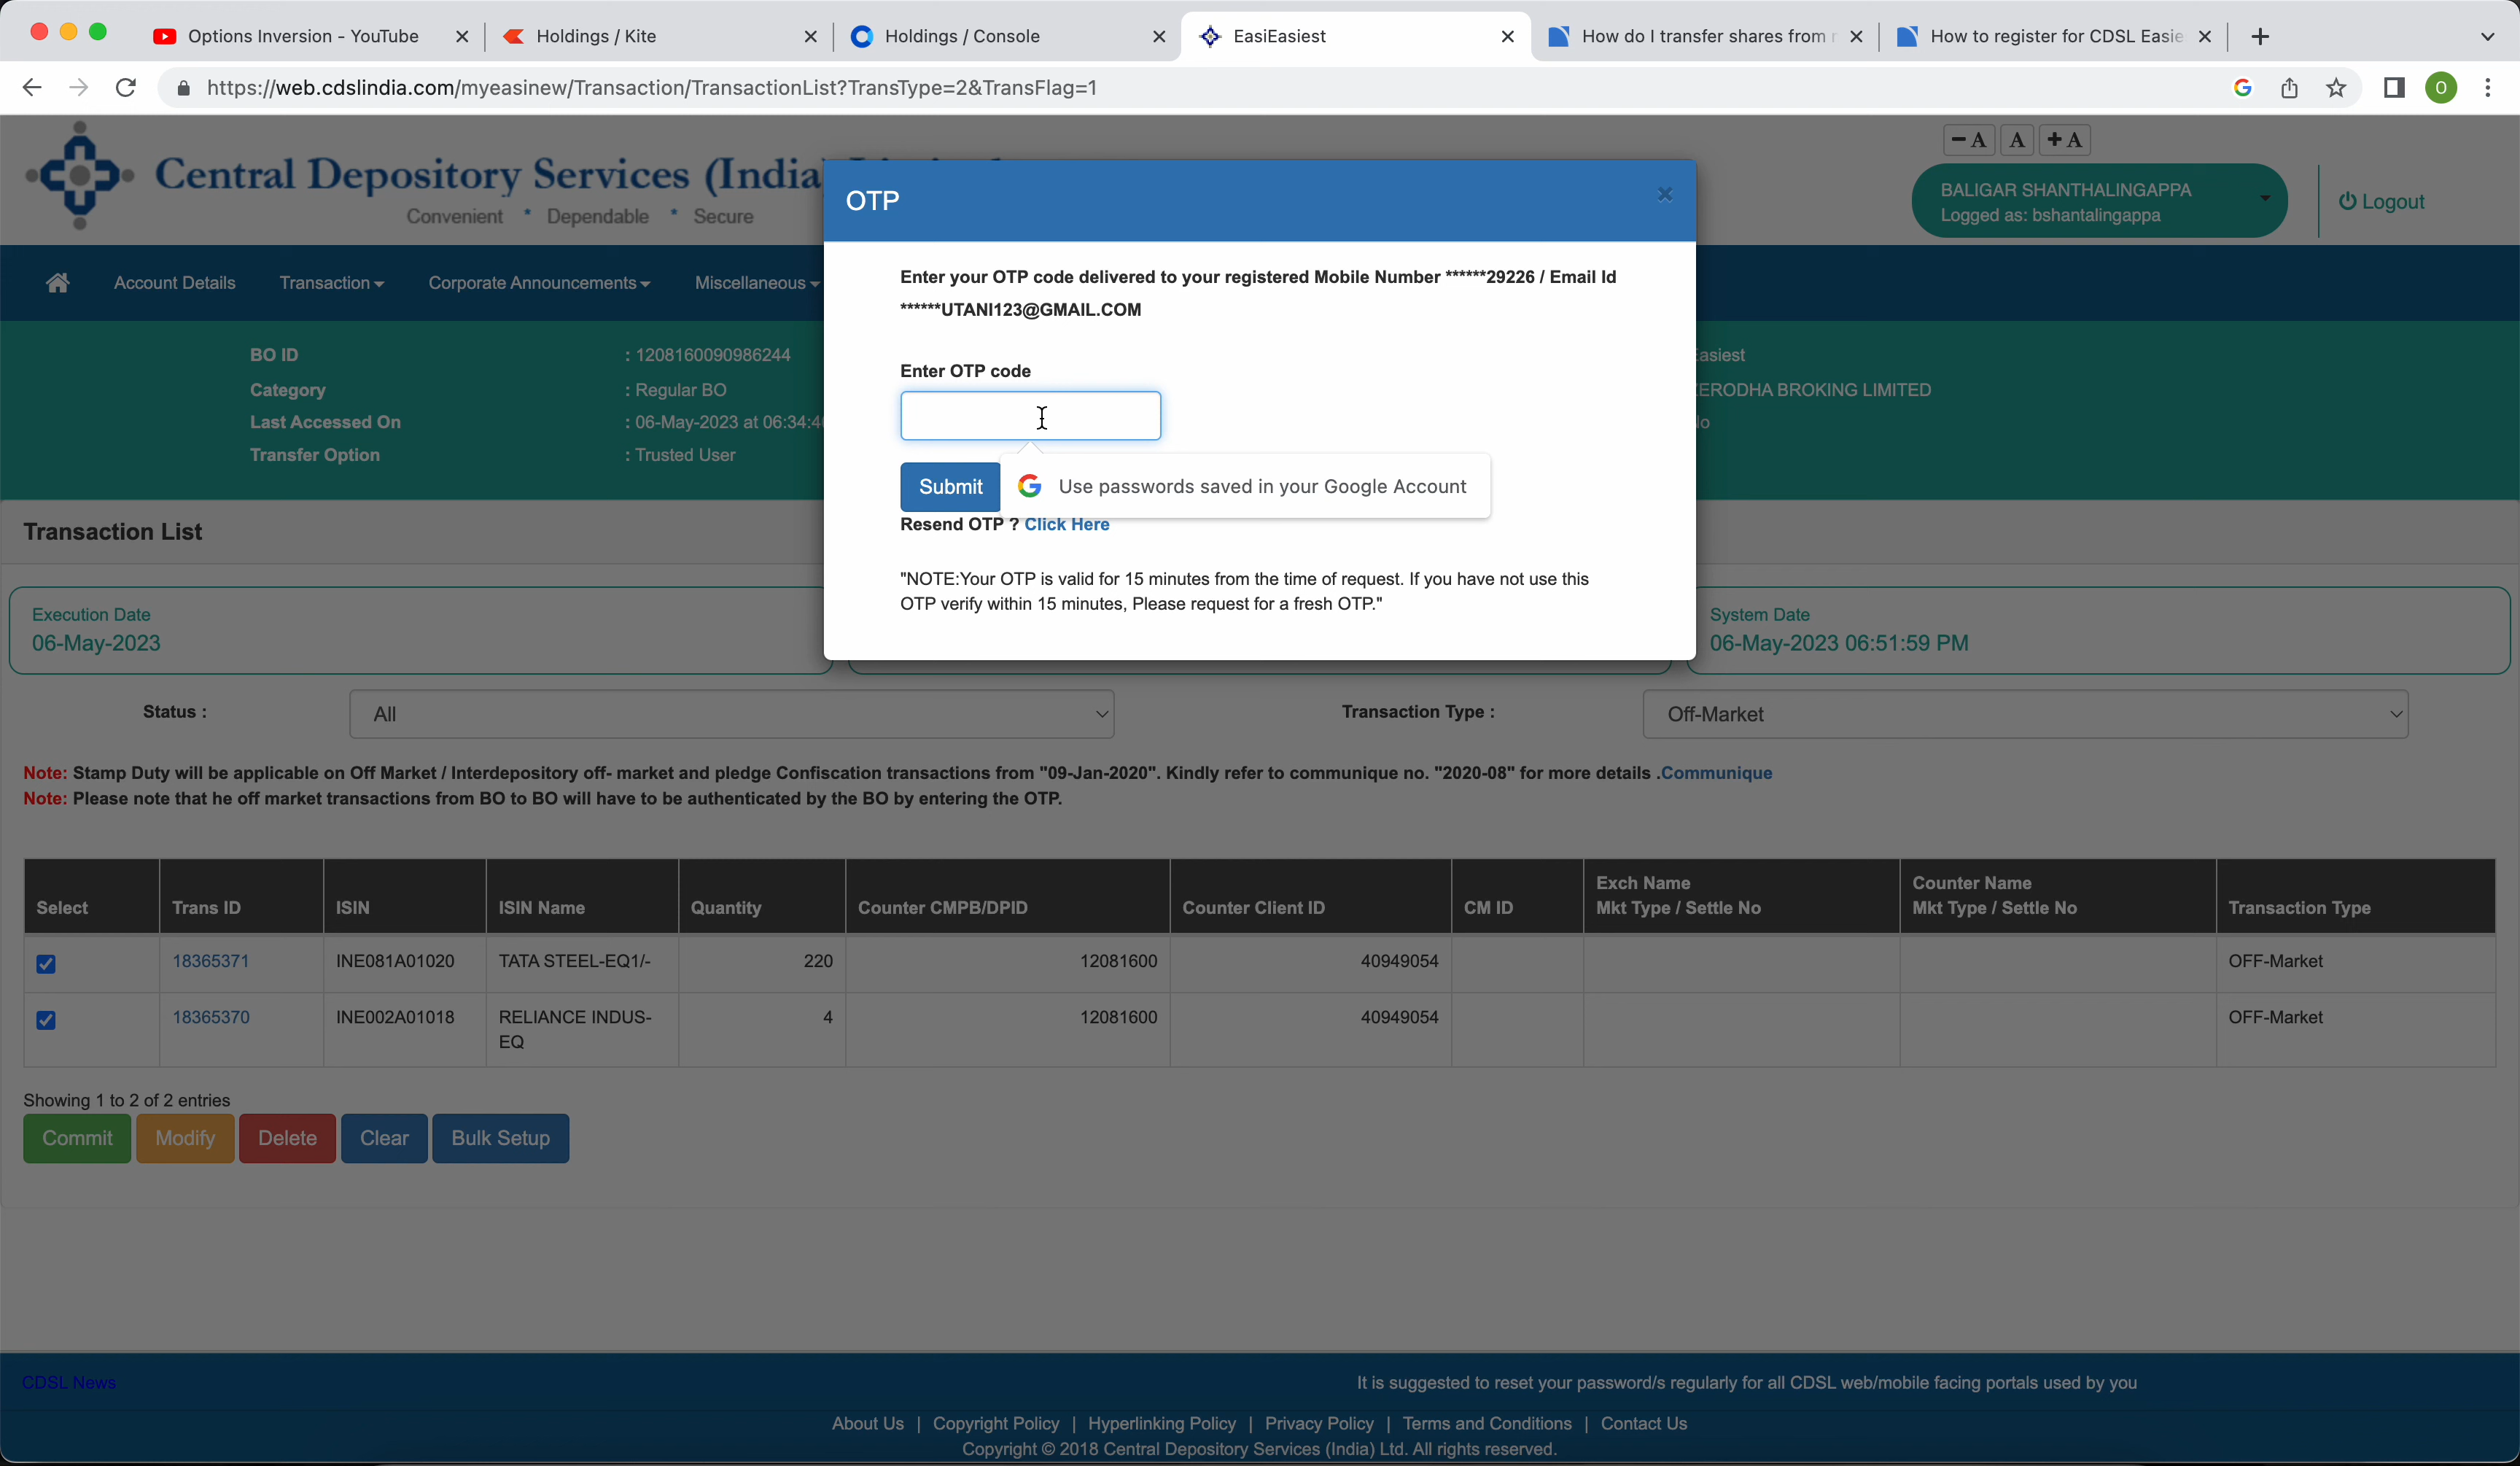 Options Inversion - YouTube
Holdings / Kite
Holdings / Console
EasiEasiest
How do I transfer shares from
How to register for CDSL Easie
https://web.cdslindia.com/myeasinew/Transaction/TransactionList?TransType=2&TransFlag=1
O
Central Depository Services (India
Convenient * Dependable * Secure
- A A + A
BALIGAR SHANTHALINGAPPA
Logged as: bshantalingappa
Logout
Account Details
Transaction
Corporate Announcements
Miscellaneous
BO ID : 1208160090986244
Category : Regular BO
Last Accessed On : 06-May-2023 at 06:34:4
Transfer Option : Trusted User
asiest
ERODHA BROKING LIMITED
OTP
Enter your OTP code delivered to your registered Mobile Number ******29226 / Email Id
******UTANI123@GMAIL.COM
Enter OTP code
Submit
Use passwords saved in your Google Account
Resend OTP ? Click Here
"NOTE:Your OTP is valid for 15 minutes from the time of request. If you have not use this
OTP verify within 15 minutes, Please request for a fresh OTP."
Transaction List
Execution Date
06-May-2023
System Date
06-May-2023 06:51:59 PM
Status : All
Transaction Type : Off-Market
Note: Stamp Duty will be applicable on Off Market / Interdepository off- market and pledge Confiscation transactions from "09-Jan-2020". Kindly refer to communique no. "2020-08" for more details .Communique
Note: Please note that he off market transactions from BO to BO will have to be authenticated by the BO by entering the OTP.
Select
Trans ID
ISIN
ISIN Name
Quantity
Counter CMPB/DPID
Counter Client ID
CM ID
Exch Name
Mkt Type / Settle No
Counter Name
Mkt Type / Settle No
Transaction Type
18365371 INE081A01020 TATA STEEL-EQ1/- 220 12081600 40949054 OFF-Market
18365370 INE002A01018 RELIANCE INDUS- 4 12081600 40949054 OFF-Market
EQ
Showing 1 to 2 of 2 entries
Commit
Modify
Delete
Clear
Bulk Setup
CDSL News
It is suggested to reset your password/s regularly for all CDSL web/mobile facing portals used by you
About Us | Copyright Policy | Hyperlinking Policy | Privacy Policy | Terms and Conditions | Contact Us
Copyright © 2018 Central Depository Services (India) Ltd. All rights reserved.